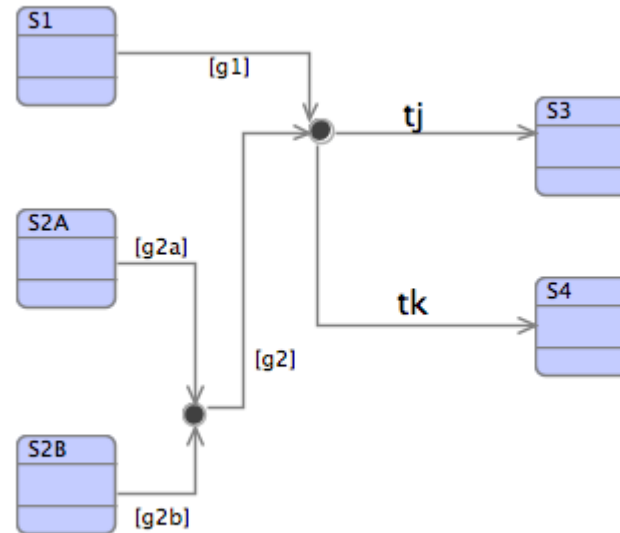 S1
[g1]
tj
S3
S2A
[g2a]
S4
tk
[g2]
S2B
[g2b]